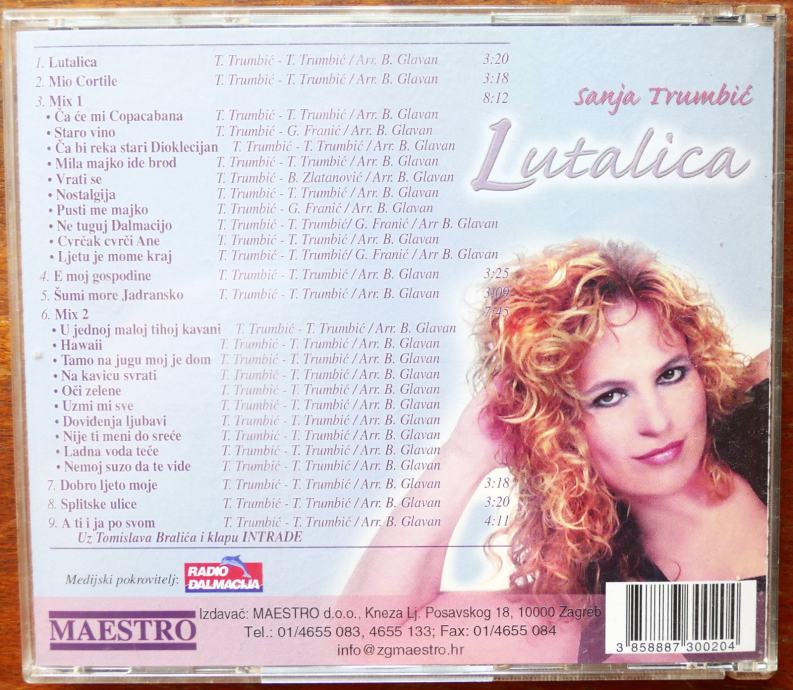 1. Lutalica T. Trumbić - T. Trumbić / Arr. B. Glavan 3:20
2. Mio Cortile T. Trumbić - T. Trumbić / Arr. B. Glavan 3:18
3. Mix 1 8:12
• Ča će mi Copacabana T. Trumbić - T. Trumbić / Arr. B. Glavan
• Staro vino T. Trumbić - G. Franić / Arr. B. Glavan
• Ča bi reka stari Dioklecijan T. Trumbić - T. Trumbić / Arr. B. Glavan
• Mila majko ide brod T. Trumbić - T. Trumbić / Arr. B. Glavan
• Vrati se T. Trumbić - B. Zlatanović / Arr. B. Glavan
• Nostalgija T. Trumbić - T. Trumbić / Arr. B. Glavan
• Pusti me majko T. Trumbić - G. Franić / Arr. B. Glavan
• Ne tuguj Dalmacijo T. Trumbić - T. Trumbić/ G. Franić / Arr B. Glavan
• Cvrčak cvrči Ane T. Trumbić - T. Trumbić / Arr. B. Glavan
• Ljetu je mome kraj T. Trumbić - T. Trumbić/ G. Franić / Arr B. Glavan
4. E moj gospodine T. Trumbić - T. Trumbić / Arr. B. Glavan 3:25
5. Šumi more Jadransko T. Trumbić - T. Trumbić / Arr. B. Glavan 3:09
6. Mix 2 7:45
• U jednoj maloj tihoj kavani T. Trumbić - T. Trumbić / Arr. B. Glavan
• Hawaii T. Trumbić - T. Trumbić / Arr. B. Glavan
• Tamo na jugu moj je dom T. Trumbić - T. Trumbić / Arr. B. Glavan
• Na kavicu svrati T. Trumbić - T. Trumbić / Arr. B. Glavan
• Oči zelene T. Trumbić - T. Trumbić / Arr. B. Glavan
• Uzmi mi sve T. Trumbić - T. Trumbić / Arr. B. Glavan
• Doviđenja ljubavi T. Trumbić - T. Trumbić / Arr. B. Glavan
• Nije ti meni do sreće T. Trumbić - T. Trumbić / Arr. B. Glavan
• Ladna voda teče T. Trumbić - T. Trumbić / Arr. B. Glavan
• Nemoj suzo da te vide T. Trumbić - T. Trumbić / Arr. B. Glavan
7. Dobro ljeto moje T. Trumbić - T. Trumbić / Arr. B. Glavan 3:18
8. Splitske ulice T. Trumbić - T. Trumbić / Arr. B. Glavan 3:20
9. A ti i ja po svom T. Trumbić - T. Trumbić / Arr. B. Glavan 4:11
Uz Tomislava Bralića i klapu INTRADE
Sanja Trumbić
Lutalica
Medijski pokrovitelj:
RADIO
DALMACIJA
MAESTRO
Izdavač: MAESTRO d.o.o., Kneza Lj. Posavskog 18, 10000 Zagreb
Tel.: 01/4655 083, 4655 133; Fax: 01/4655 084
info@zgmaestro.hr
3 858887 300204